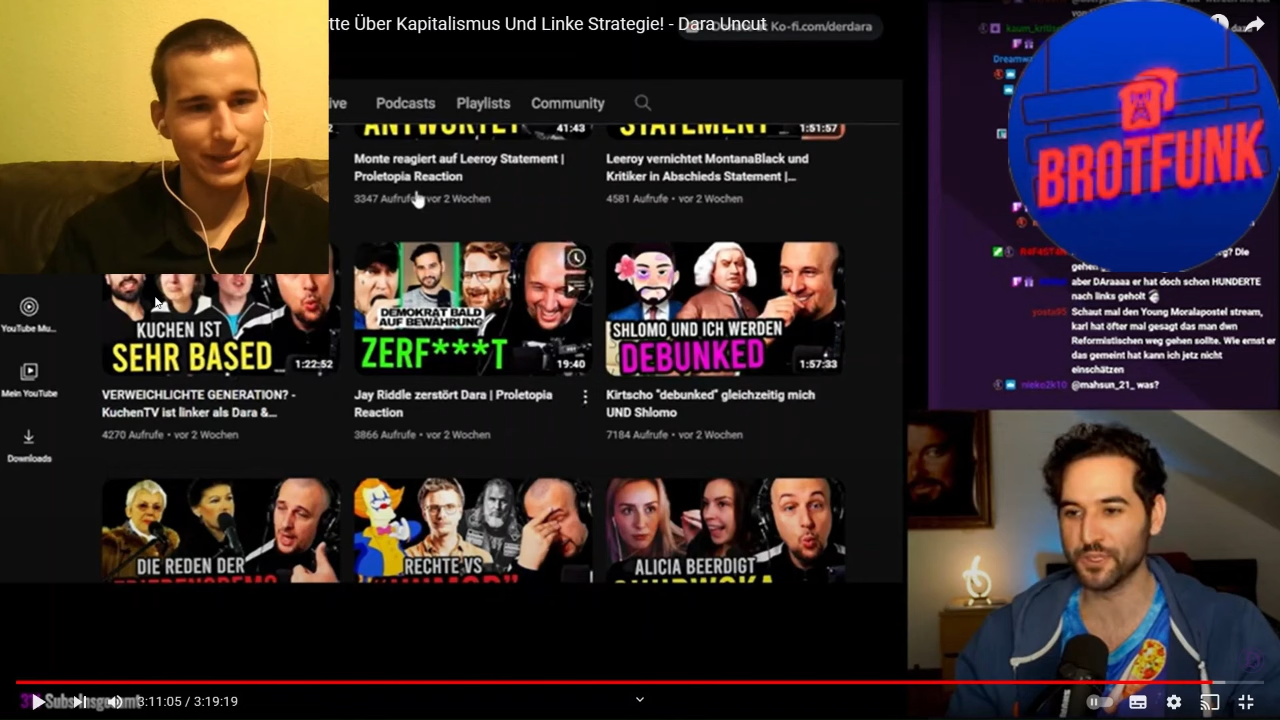 tte Über Kapitalismus Und Linke Strategie! - Dara Uncut
Ko-fi.com/derdara
ive
Podcasts
Playlists
Community
ANTWORTET
41:43
STATEMENT
1:51:57
Monte reagiert auf Leeroy Statement |
Proletopia Reaction
3347 Aufrufe • vor 2 Wochen
Leeroy vernichtet MontanaBlack und
Kritiker in Abschieds Statement |...
4581 Aufrufe • vor 2 Wochen
BROTFUNK
KUCHEN IST
SEHR BASED
1:22:52
DEMOKRAT BALD
AUF BEWÄHRUNG
ZERF***T
19:40
SHLOMO UND ICH WERDEN
DEBUNKED
1:57:33
VERWEICHLICHTE GENERATION? -
KuchenTV ist linker als Dara &...
4270 Aufrufe • vor 2 Wochen
Jay Riddle zerstört Dara | Proletopia
Reaction
3866 Aufrufe • vor 2 Wochen
Kirtscho "debunked" gleichzeitig mich
UND Shlomo
7184 Aufrufe • vor 2 Wochen
YouTube Mu...
Mein YouTube
Downloads
DIE REDEN DER
FRIEDENSDEMO
RECHTE VS
"HUMOR"
ALICIA BEERDIGT
aber DAraaaa er hat doch schon HUNDERTE
nach links geholt
yosta95 Schaut mal den Young Moralapostel stream,
karl hat öfter mal gesagt das man dwn
Reformistischen weg gehen sollte. Wie ernst er
das gemeint hat kann ich jetz nicht
einschätzen
nieko2k10 @mahsun_21_ was?
3:11:05 / 3:19:19